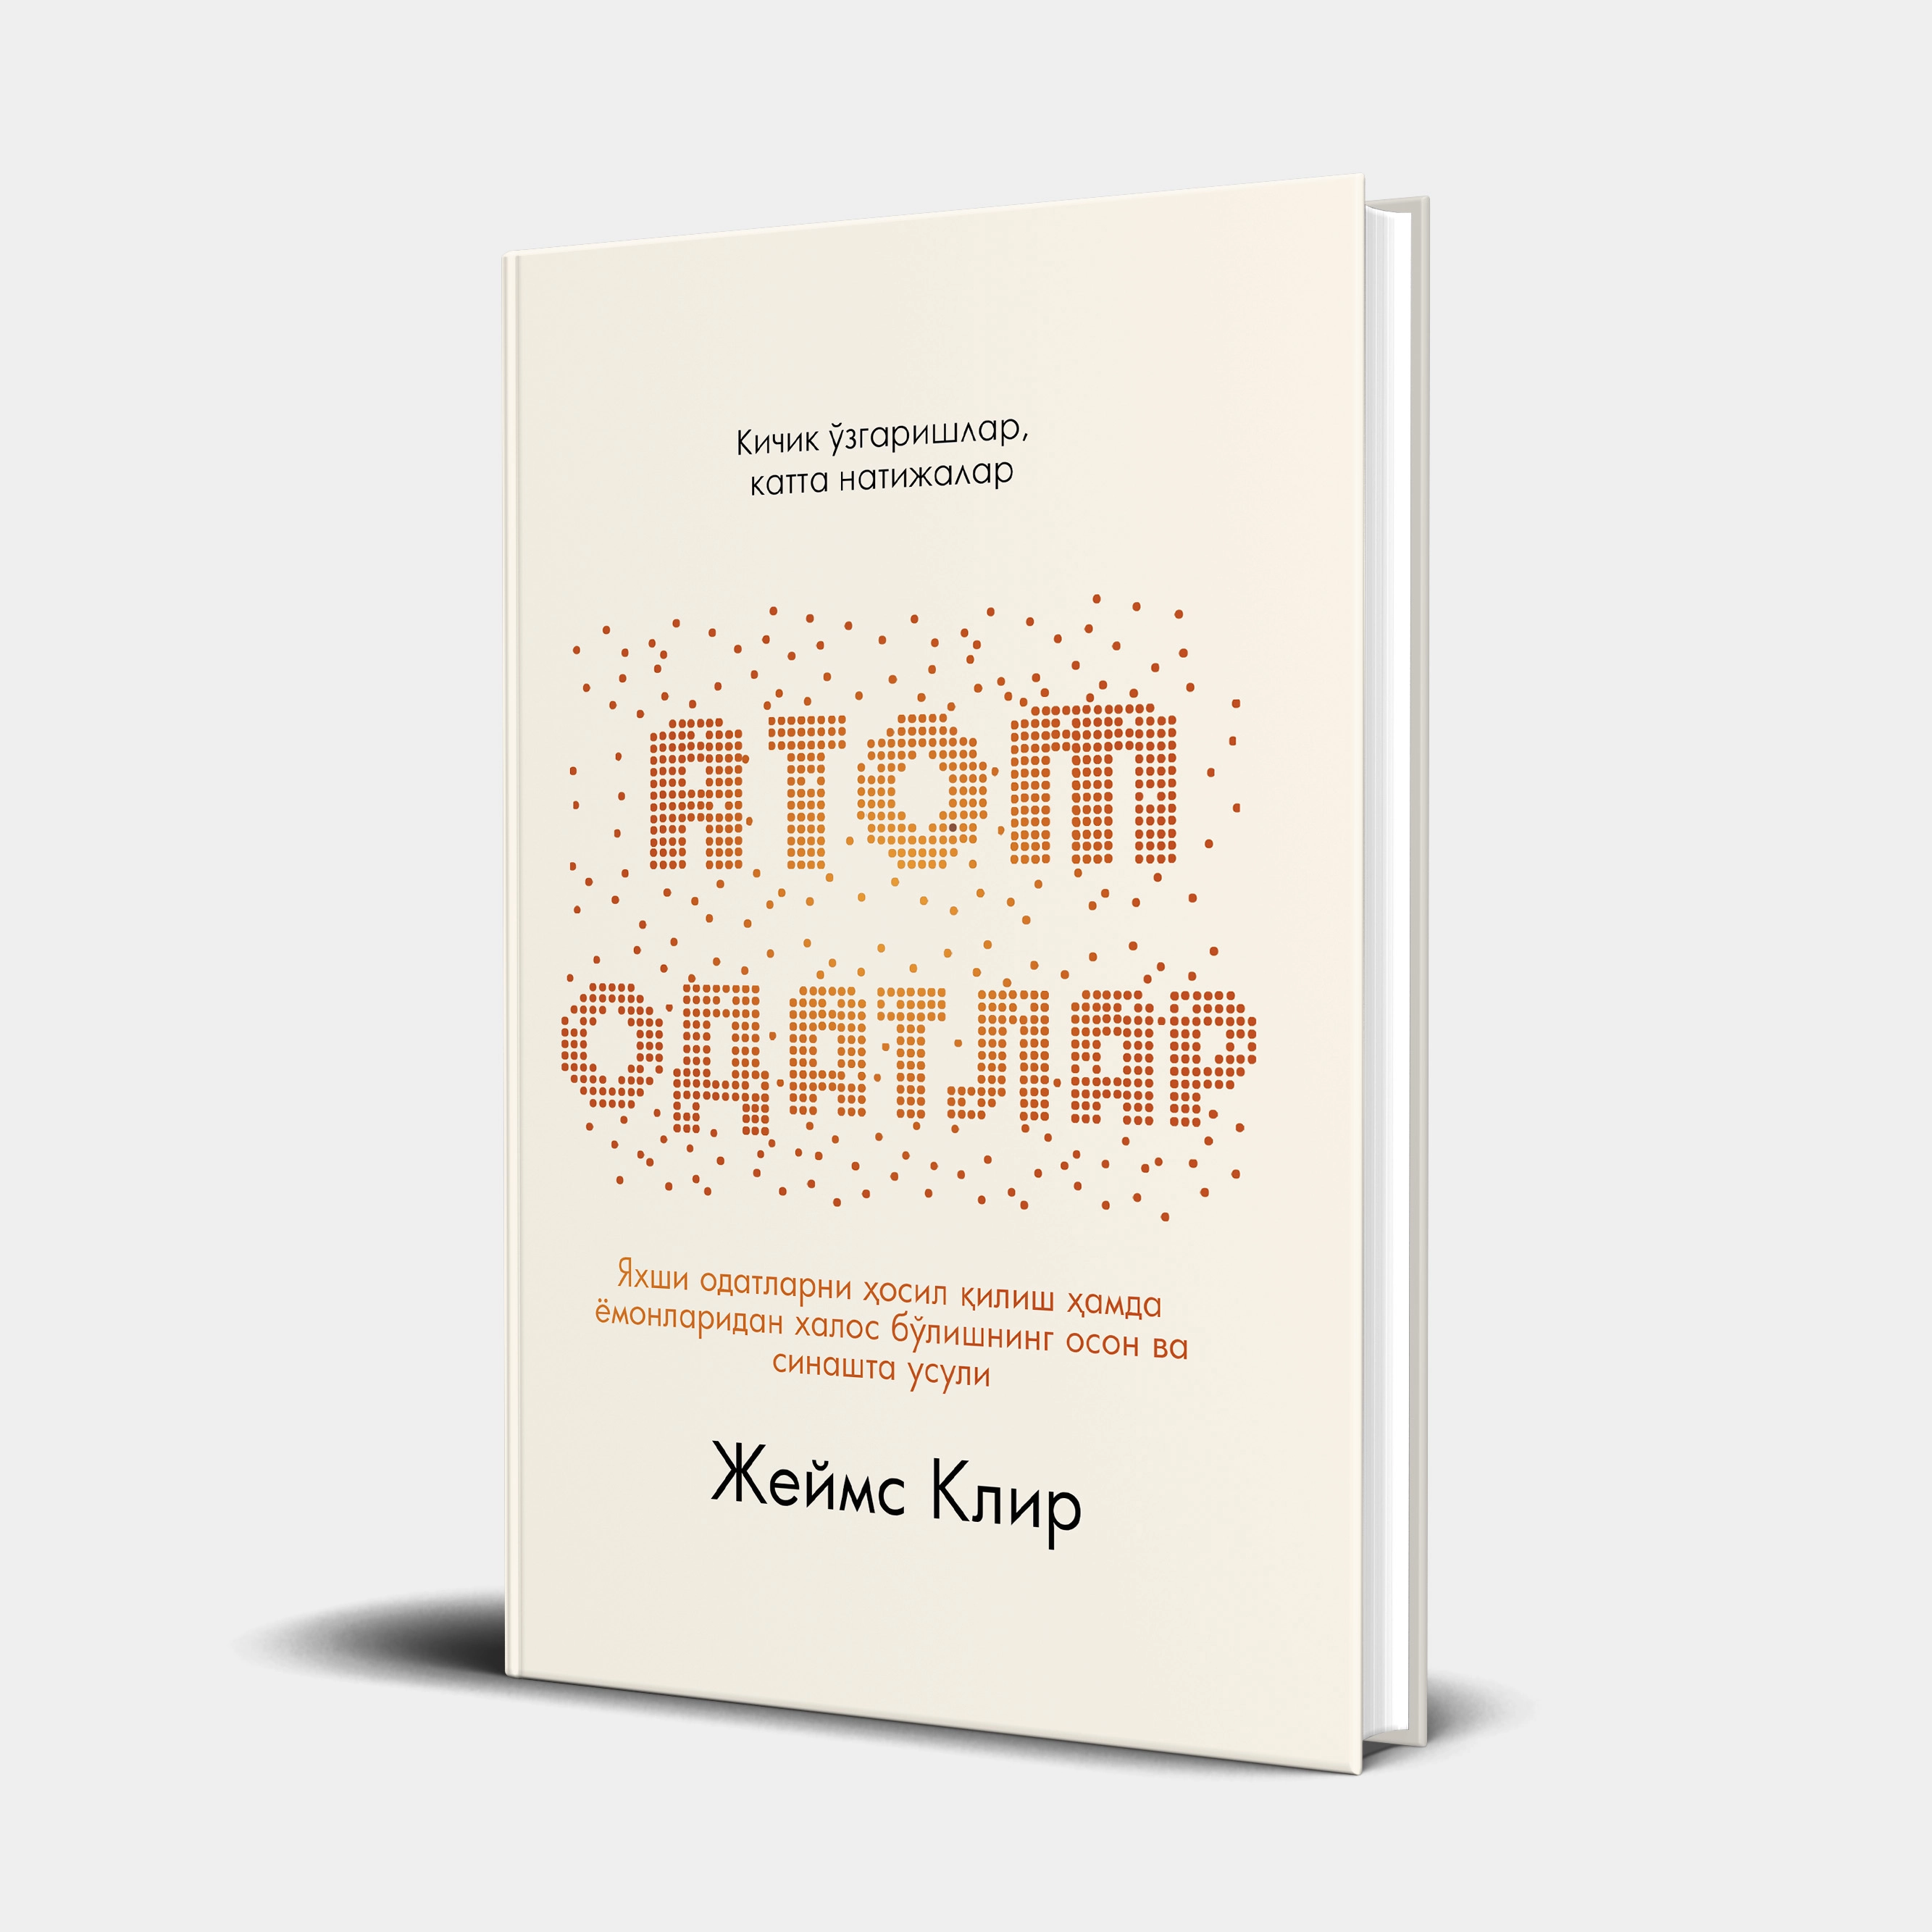 Кичик ўзгаришлар,
катта натижалар
АТОМ
ОДАТЛАР
Яхши одатларни ҳосил қилиш ҳамда
ёмонларидан халос бўлишнинг осон ва
синашта усули
Жеймс Клир